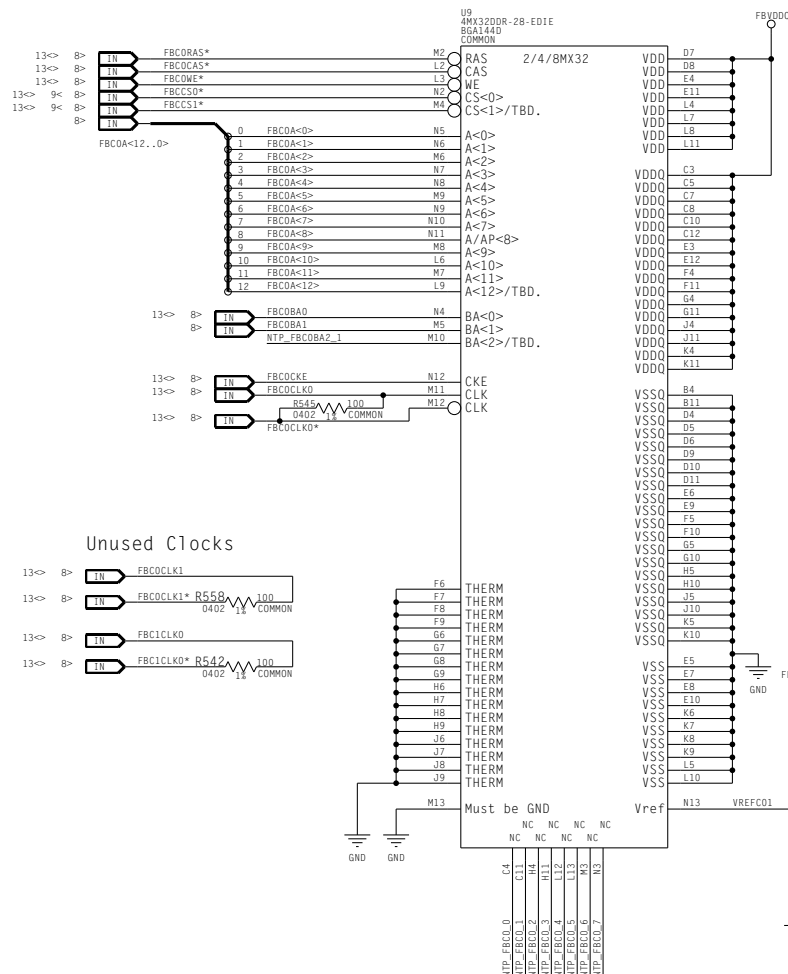 U9
4MX32DDR-28-EDIE
BGA144D
COMMON
FBVDDQ
2/4/8MX32
13<> 8> IN FBC0RAS* M2 RAS
13<> 8> IN FBC0CAS* L2 CAS
13<> 8> IN FBC0WE* L3 WE
13<> 9< 8> IN FBCCS0* N2 CS<0>
13<> 9< 8> IN FBCCS1* M4 CS<1>/TBD.
8> IN
FBC0A<12..0>
0 FBC0A<0> N5 A<0>
1 FBC0A<1> N6 A<1>
2 FBC0A<2> M6 A<2>
3 FBC0A<3> N7 A<3>
4 FBC0A<4> N8 A<4>
5 FBC0A<5> M9 A<5>
6 FBC0A<6> N9 A<6>
7 FBC0A<7> N10 A<7>
8 FBC0A<8> N11 A/AP<8>
9 FBC0A<9> M8 A<9>
10 FBC0A<10> L6 A<10>
11 FBC0A<11> M7 A<11>
12 FBC0A<12> L9 A<12>/TBD.
13<> 8> IN FBC0BA0 N4 BA<0>
8> IN FBC0BA1 M5 BA<1>
NTP_FBC0BA2_1 M10 BA<2>/TBD.
13<> 8> IN FBC0CKE N12 CKE
13<> 8> IN FBC0CLK0 M11 CLK
R545 100 M12 CLK
0402 1% COMMON
13<> 8> IN
FBC0CLK0*
Unused Clocks
13<> 8> IN FBC0CLK1
13<> 8> IN FBC0CLK1* R558 100
0402 1% COMMON
13<> 8> IN FBC1CLK0
13<> 8> IN FBC1CLK0* R542 100
0402 1% COMMON
F6 THERM
F7 THERM
F8 THERM
F9 THERM
G6 THERM
G7 THERM
G8 THERM
G9 THERM
H6 THERM
H7 THERM
H8 THERM
H9 THERM
J6 THERM
J7 THERM
J8 THERM
J9 THERM
M13 Must be GND
GND GND
VDD D7
VDD D8
VDD E4
VDD E11
VDD L4
VDD L7
VDD L8
VDD L11
VDDQ C3
VDDQ C5
VDDQ C7
VDDQ C8
VDDQ C10
VDDQ C12
VDDQ E3
VDDQ E12
VDDQ F4
VDDQ F11
VDDQ G4
VDDQ G11
VDDQ J4
VDDQ J11
VDDQ K4
VDDQ K11
VSSQ B4
VSSQ B11
VSSQ D4
VSSQ D5
VSSQ D6
VSSQ D9
VSSQ D10
VSSQ D11
VSSQ E6
VSSQ E9
VSSQ F5
VSSQ F10
VSSQ G5
VSSQ G10
VSSQ H5
VSSQ H10
VSSQ J5
VSSQ J10
VSSQ K5
VSSQ K10
VSS E5
VSS E7
VSS E8
VSS E10
VSS K6
VSS K7
VSS K8
VSS K9
VSS L5
VSS L10
GND
Vref N13 VREFC01
NC NC NC NC
NC NC NC NC
C4 C11 H4 H11 L12 L13 M3 N3
NTP_FBC0_0
NTP_FBC0_1
NTP_FBC0_2
NTP_FBC0_3
NTP_FBC0_4
NTP_FBC0_5
NTP_FBC0_6
NTP_FBC0_7